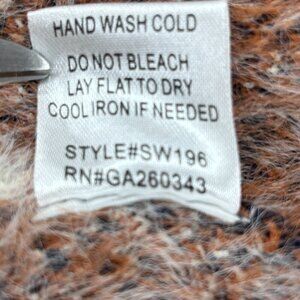 HAND WASH COLD
DO NOT BLEACH
LAY FLAT TO DRY
COOL IRON IF NEEDED
STYLE#SW196
RN#GA260343